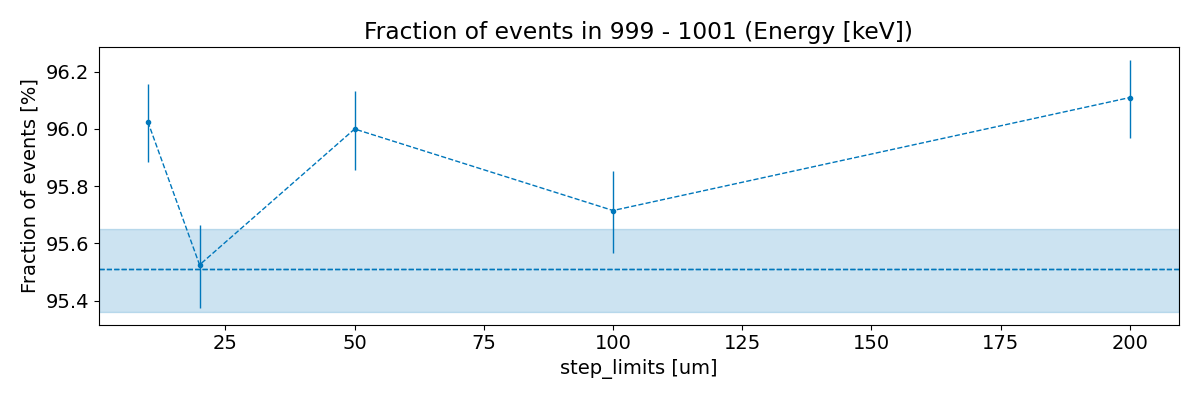 Fraction of events in 999 - 1001 (Energy [keV])
Fraction of events [%]
96.2
96.0
95.8
95.6
95.4
25 50 75 100 125 150 175 200
step_limits [um]